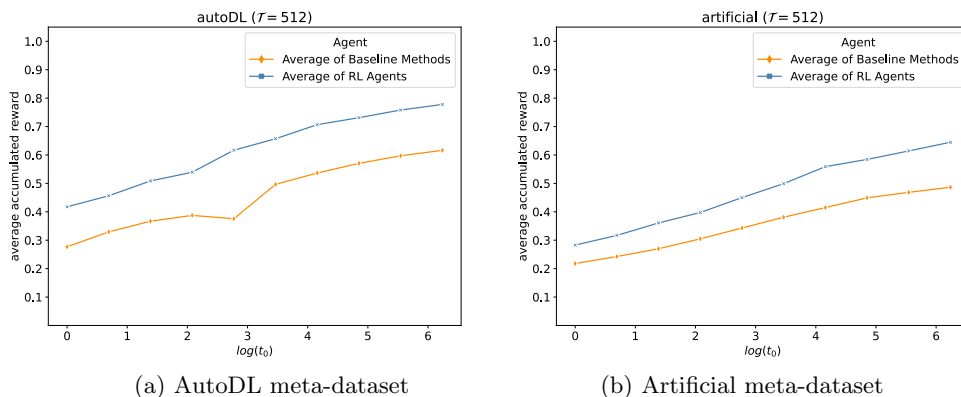 autoDL (𝒯 = 512)
Agent
Average of Baseline Methods
Average of RL Agents
average accumulated reward
1.0
0.9
0.8
0.7
0.6
0.5
0.4
0.3
0.2
0.1
0 1 2 3 4 5 6
log(t₀)
(a) AutoDL meta-dataset
artificial (𝒯 = 512)
Agent
Average of Baseline Methods
Average of RL Agents
average accumulated reward
1.0
0.9
0.8
0.7
0.6
0.5
0.4
0.3
0.2
0.1
0 1 2 3 4 5 6
log(t₀)
(b) Artificial meta-dataset